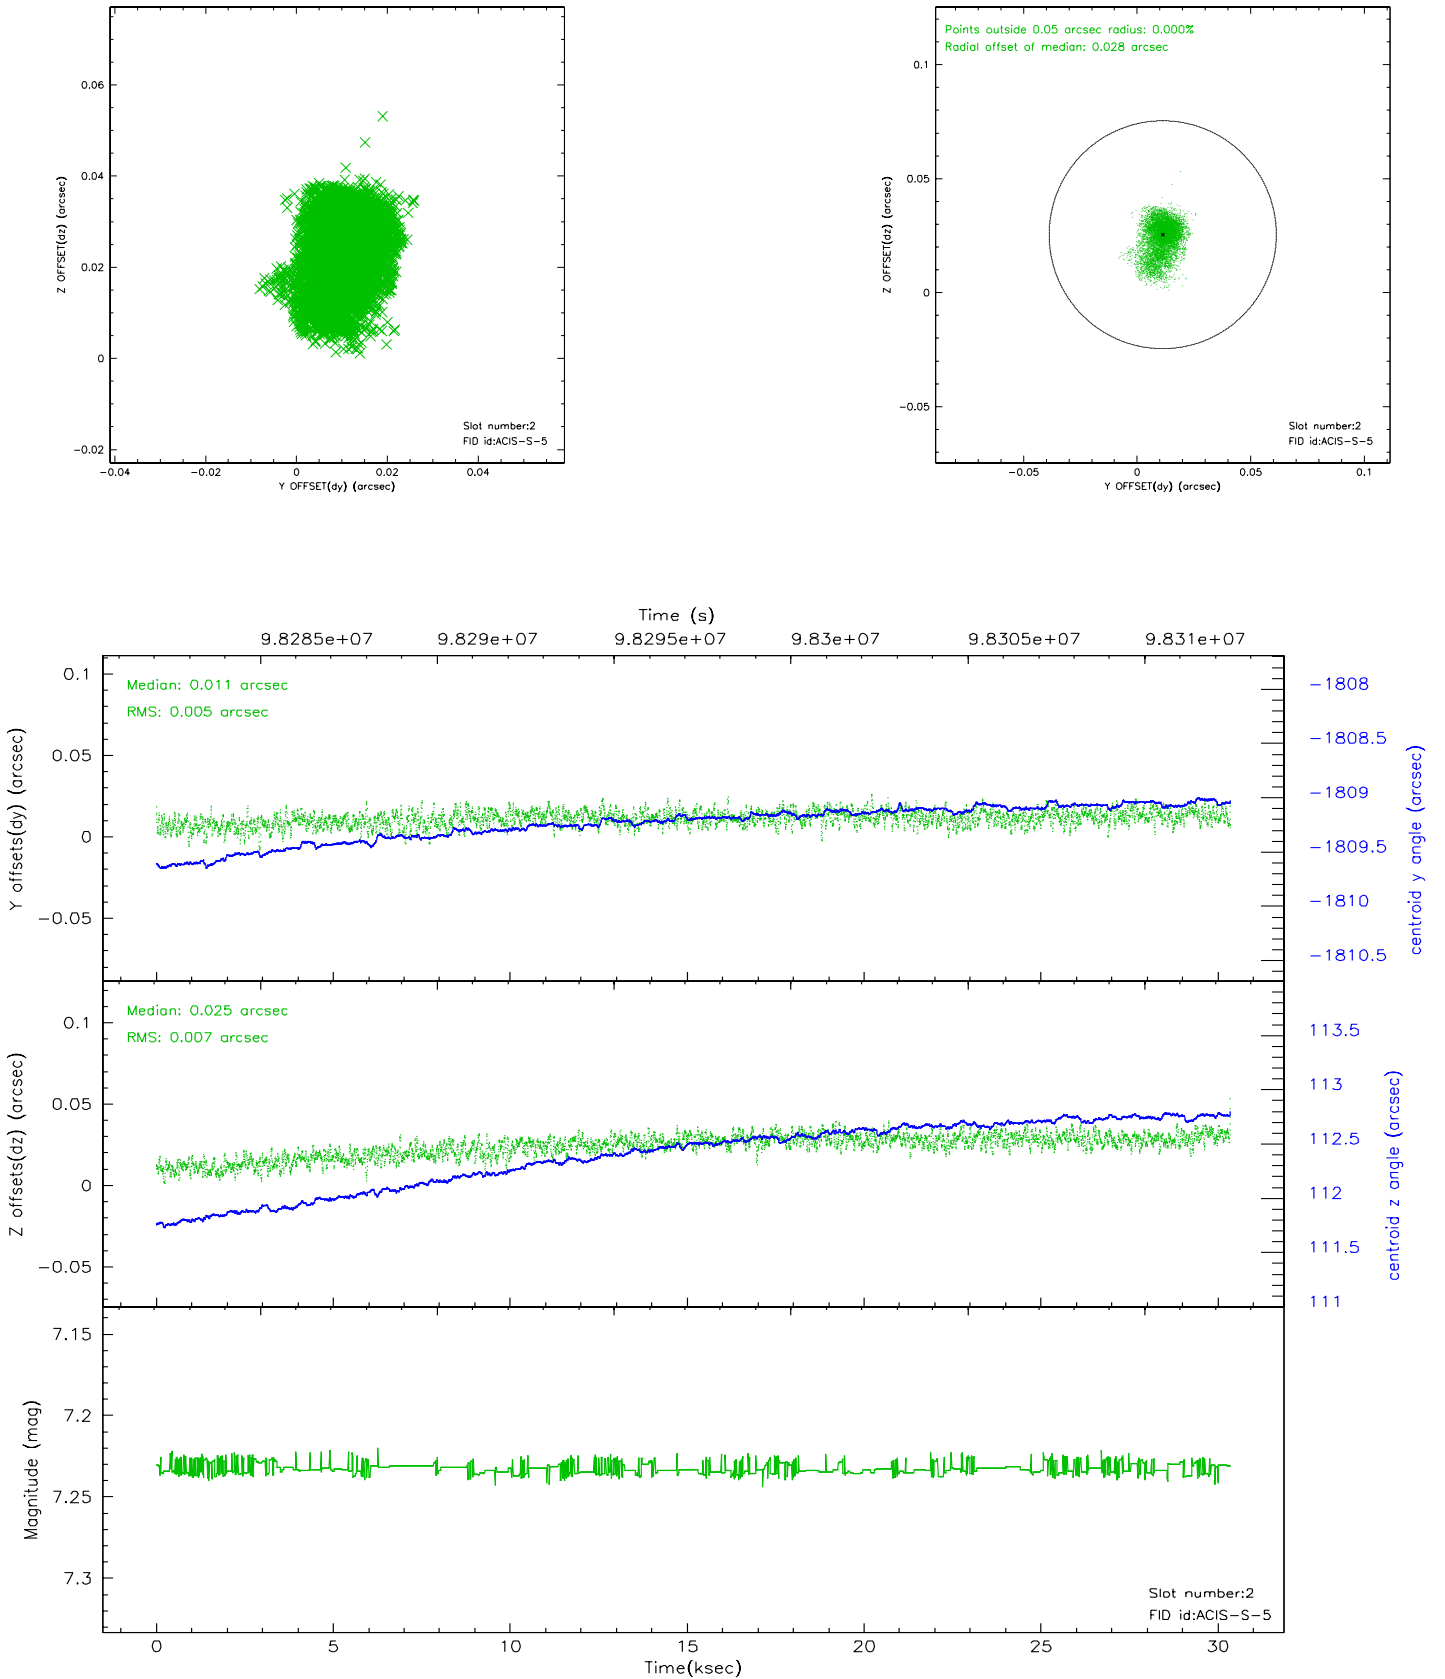 0.06
0.04
0.02
0
-0.02
Z OFFSET(dz) (arcsec)
Slot number:2
FID id:ACIS-S-5
-0.04 -0.02 0 0.02 0.04
Y OFFSET(dy) (arcsec)
Points outside 0.05 arcsec radius: 0.000%
Radial offset of median: 0.028 arcsec
0.1
0.05
0
-0.05
Z OFFSET(dz) (arcsec)
Slot number:2
FID id:ACIS-S-5
-0.05 0 0.05 0.1
Y OFFSET(dy) (arcsec)
Time (s)
9.8285e+07 9.829e+07 9.8295e+07 9.83e+07 9.8305e+07 9.831e+07
Median: 0.011 arcsec
RMS: 0.005 arcsec
0.1
0.05
0
-0.05
Y offsets(dy) (arcsec)
-1808
-1808.5
-1809
-1809.5
-1810
-1810.5
centroid y angle (arcsec)
Median: 0.025 arcsec
RMS: 0.007 arcsec
0.1
0.05
0
-0.05
Z offsets(dz) (arcsec)
113.5
113
112.5
112
111.5
111
centroid z angle (arcsec)
7.15
7.2
7.25
7.3
Magnitude (mag)
Slot number:2
FID id:ACIS-S-5
0 5 10 15 20 25 30
Time(ksec)